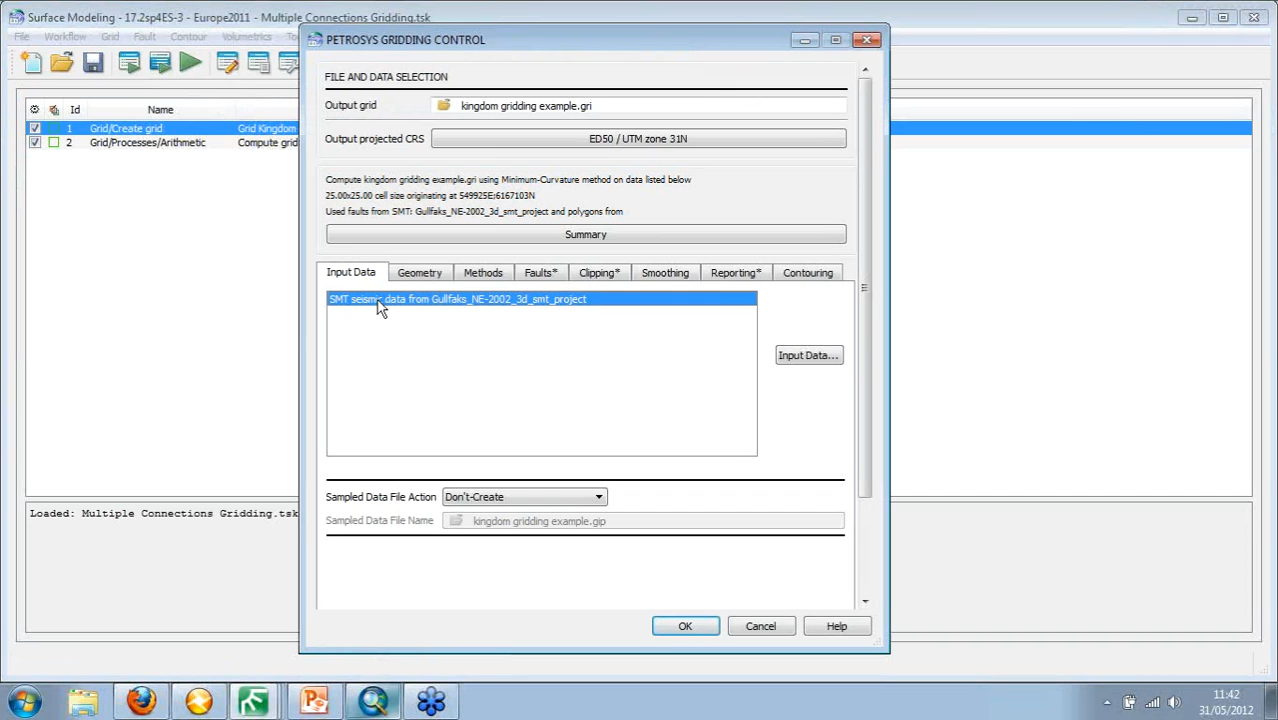 Surface Modeling - 17.2sp4ES-3 - Europe2011 - Multiple Connections Gridding.tsk
File Workflow Grid Fault Contour Volumetrics
PETROSYS GRIDDING CONTROL
FILE AND DATA SELECTION
Output grid kingdom gridding example.gri
Output projected CRS ED50 / UTM zone 31N
Compute kingdom gridding example.gri using Minimum-Curvature method on data listed below
25.00x25.00 cell size originating at 549925E;6167103N
Used faults from SMT: Gullfaks_NE-2002_3d_smt_project and polygons from
Summary
Input Data Geometry Methods Faults* Clipping* Smoothing Reporting* Contouring
SMT seismic data from Gullfaks_NE-2002_3d_smt_project
Input Data...
Sampled Data File Action Don't-Create
Sampled Data File Name kingdom gridding example.gip
OK Cancel Help
Id Name
1 Grid/Create grid Grid Kingdom
2 Grid/Processes/Arithmetic Compute grid
Loaded: Multiple Connections Gridding.tsk
11:42
31/05/2012